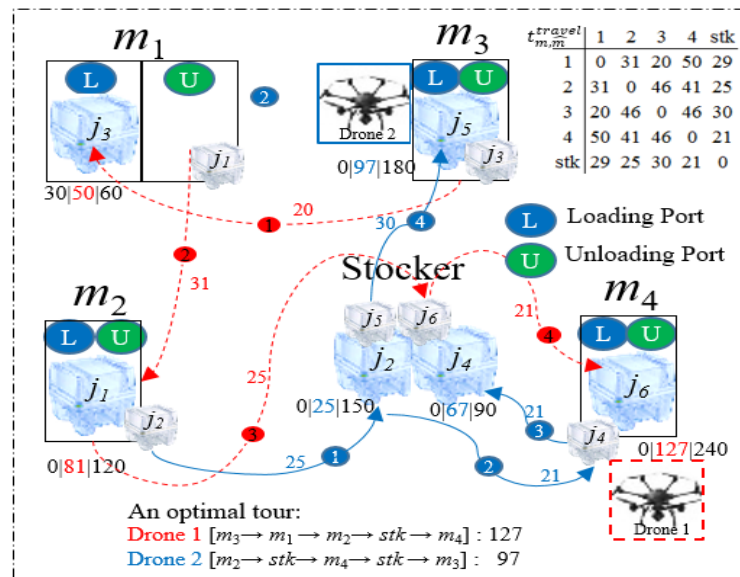 m₁
L
U
2
j₃
j₁
30|50|60
m₃
Drone 2
L
U
j₅
j₃
0|97|180
t^{travel}_{m,m̂} 1 2 3 4 stk
1 0 31 20 50 29
2 31 0 46 41 25
3 20 46 0 46 30
4 50 41 46 0 21
stk 29 25 30 21 0
L Loading Port
U Unloading Port
1
20
2
31
30
4
Stocker
j₅
j₆
j₂
j₄
0|25|150
0|67|90
m₂
L
U
j₁
j₂
0|81|120
25
3
25
1
21
4
21
3
2
21
m₄
L
U
j₆
j₄
0|127|240
Drone 1
An optimal tour:
Drone 1 [m₃→ m₁→ m₂→ stk→ m₄] : 127
Drone 2 [m₂→ stk→ m₄→ stk→ m₃] : 97